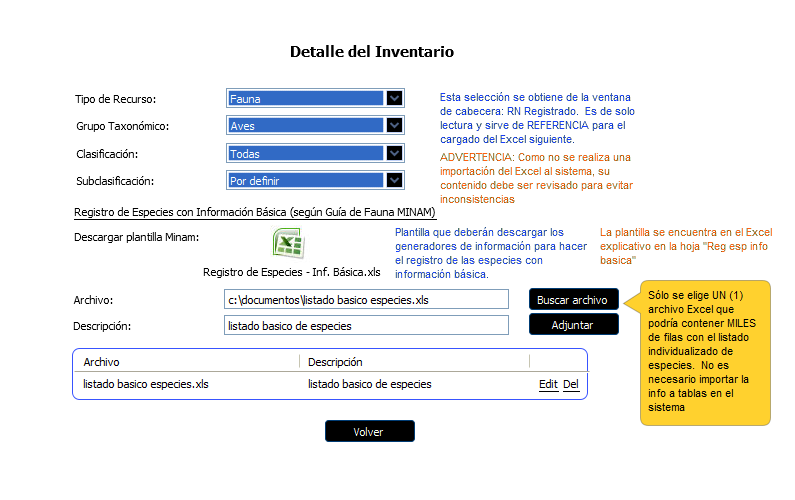 Detalle del Inventario
Tipo de Recurso:
Fauna
Grupo Taxonómico:
Aves
Clasificación:
Todas
Subclasificación:
Por definir
Esta selección se obtiene de la ventana
de cabecera: RN Registrado.  Es de solo
lectura y sirve de REFERENCIA para el
cargado del Excel siguiente.
ADVERTENCIA: Como no se realiza una
importación del Excel al sistema, su
contenido debe ser revisado para evitar
inconsistencias
Registro de Especies con Información Básica (según Guía de Fauna MINAM)
Descargar plantilla Minam:
Registro de Especies - Inf. Básica.xls
Plantilla que deberán descargar los
generadores de información para hacer
el registro de las especies con
información básica.
La plantilla se encuentra en el Excel
explicativo en la hoja "Reg esp info
basica"
Archivo:
c:\documentos\listado basico especies.xls
Buscar archivo
Descripción:
listado basico de especies
Adjuntar
Sólo se elige UN (1)
archivo Excel que
podría contener MILES
de filas con el listado
individualizado de
especies.  No es
necesario importar la
info a tablas en el
sistema
Archivo
Descripción
listado basico especies.xls
listado basico de especies
Edit Del
Volver